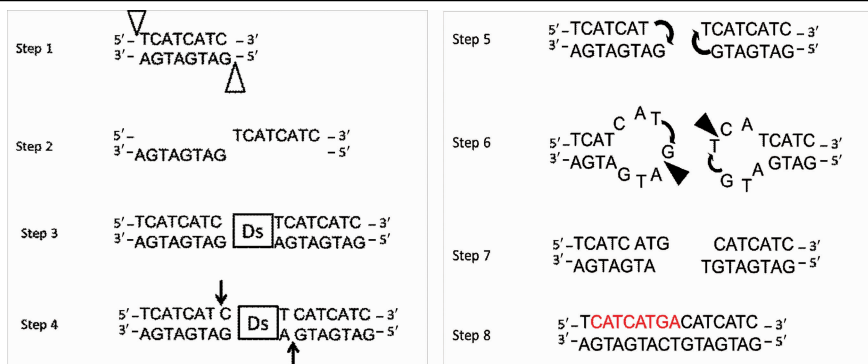 Step 1
5′–TCATCATC –3′
3′–AGTAGTAG–5′
Step 2
5′– TCATCATC –3′
3′–AGTAGTAG –5′
Step 3
5′–TCATCATC Ds TCATCATC –3′
3′–AGTAGTAG AGTAGTAG–5′
Step 4
5′–TCATCAT C Ds T CATCATC –3′
3′–AGTAGTAG A GTAGTAG–5′
Step 5
5′–TCATCAT TCATCATC –3′
3′–AGTAGTAG GTAGTAG–5′
Step 6
5′–TCAT C A T G T C A TCATC –3′
3′–AGTA G T A G T A GTAG–5′
Step 7
5′–TCATC ATG CATCATC –3′
3′–AGTAGTA TGTAGTAG–5′
Step 8
5′–TCATCATGACATCATC –3′
3′–AGTAGTACTGTAGTAG–5′